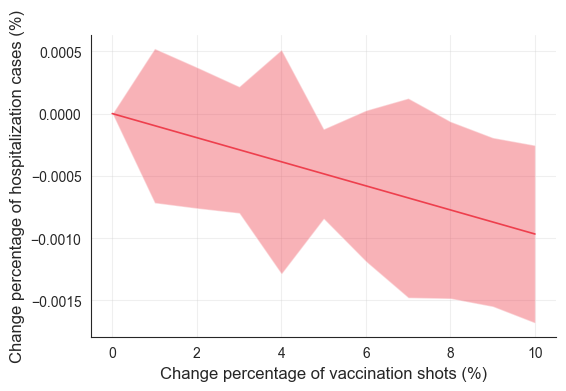 Change percentage of hospitalization cases (%)
0.0005
0.0000
−0.0005
−0.0010
−0.0015
0 2 4 6 8 10
Change percentage of vaccination shots (%)